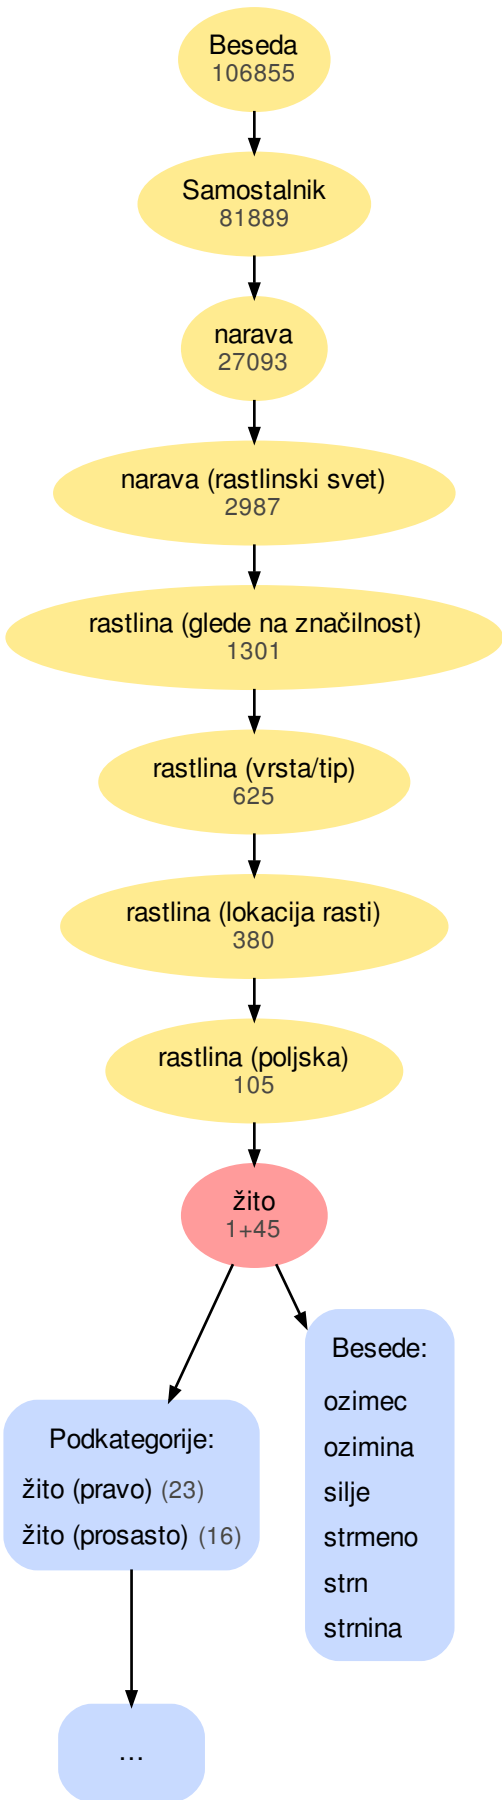 Beseda
106855
Samostalnik
81889
narava
27093
narava (rastlinski svet)
2987
rastlina (glede na značilnost)
1301
rastlina (vrsta/tip)
625
rastlina (lokacija rasti)
380
rastlina (poljska)
105
žito
1+45
Podkategorije:
žito (pravo) (23)
žito (prosasto) (16)
...
Besede:
ozimec
ozimina
silje
strmeno
strn
strnina